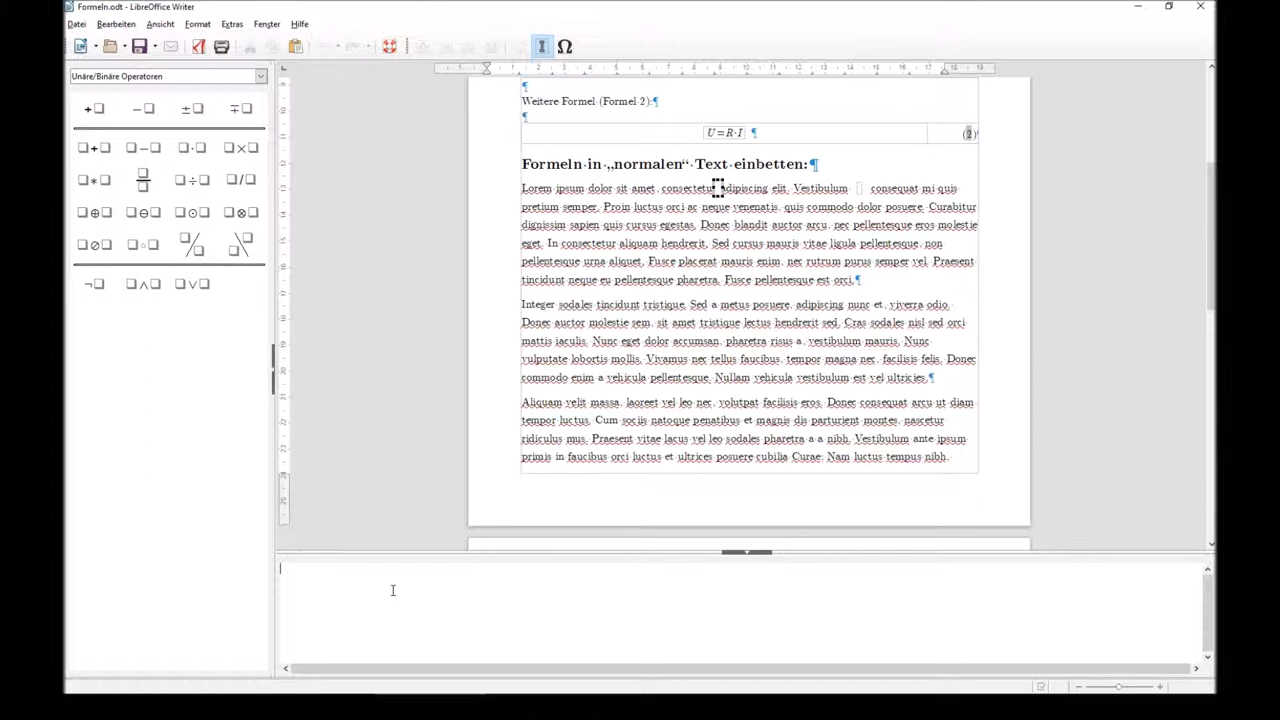 Formeln.odt - LibreOffice Writer
Datei Bearbeiten Ansicht Format Extras Fenster Hilfe
Unäre/Binäre Operatoren
Weitere Formel (Formel 2):¶
U=R·I ¶ (2)
Formeln in „normalen“ Text einbetten:¶
Lorem ipsum dolor sit amet, consectetur adipiscing elit. Vestibulum consequat mi quis
pretium semper. Proin luctus orci ac neque venenatis, quis commodo dolor posuere. Curabitur
dignissim sapien quis cursus egestas. Donec blandit auctor arcu, nec pellentesque eros molestie
eget. In consectetur aliquam hendrerit. Sed cursus mauris vitae ligula pellentesque, non
pellentesque urna aliquet. Fusce placerat mauris enim, nec rutrum purus semper vel. Praesent
tincidunt neque eu pellentesque pharetra. Fusce pellentesque est orci.¶
Integer sodales tincidunt tristique. Sed a metus posuere, adipiscing nunc et, viverra odio.
Donec auctor molestie sem, sit amet tristique lectus hendrerit sed. Cras sodales nisl sed orci
mattis iaculis. Nunc eget dolor accumsan, pharetra risus a, vestibulum mauris. Nunc
vulputate lobortis mollis. Vivamus nec tellus faucibus, tempor magna nec, facilisis felis. Donec
commodo enim a vehicula pellentesque. Nullam vehicula vestibulum est vel ultricies.¶
Aliquam velit massa, laoreet vel leo nec, volutpat facilisis eros. Donec consequat arcu ut diam
tempor luctus. Cum sociis natoque penatibus et magnis dis parturient montes, nascetur
ridiculus mus. Praesent vitae lacus vel leo sodales pharetra a a nibh. Vestibulum ante ipsum
primis in faucibus orci luctus et ultrices posuere cubilia Curae; Nam luctus tempus nibh.